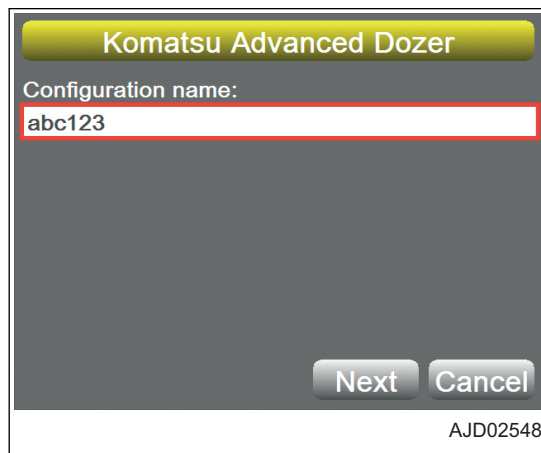 Komatsu Advanced Dozer
Configuration name:
abc123
Next Cancel
AJD02548